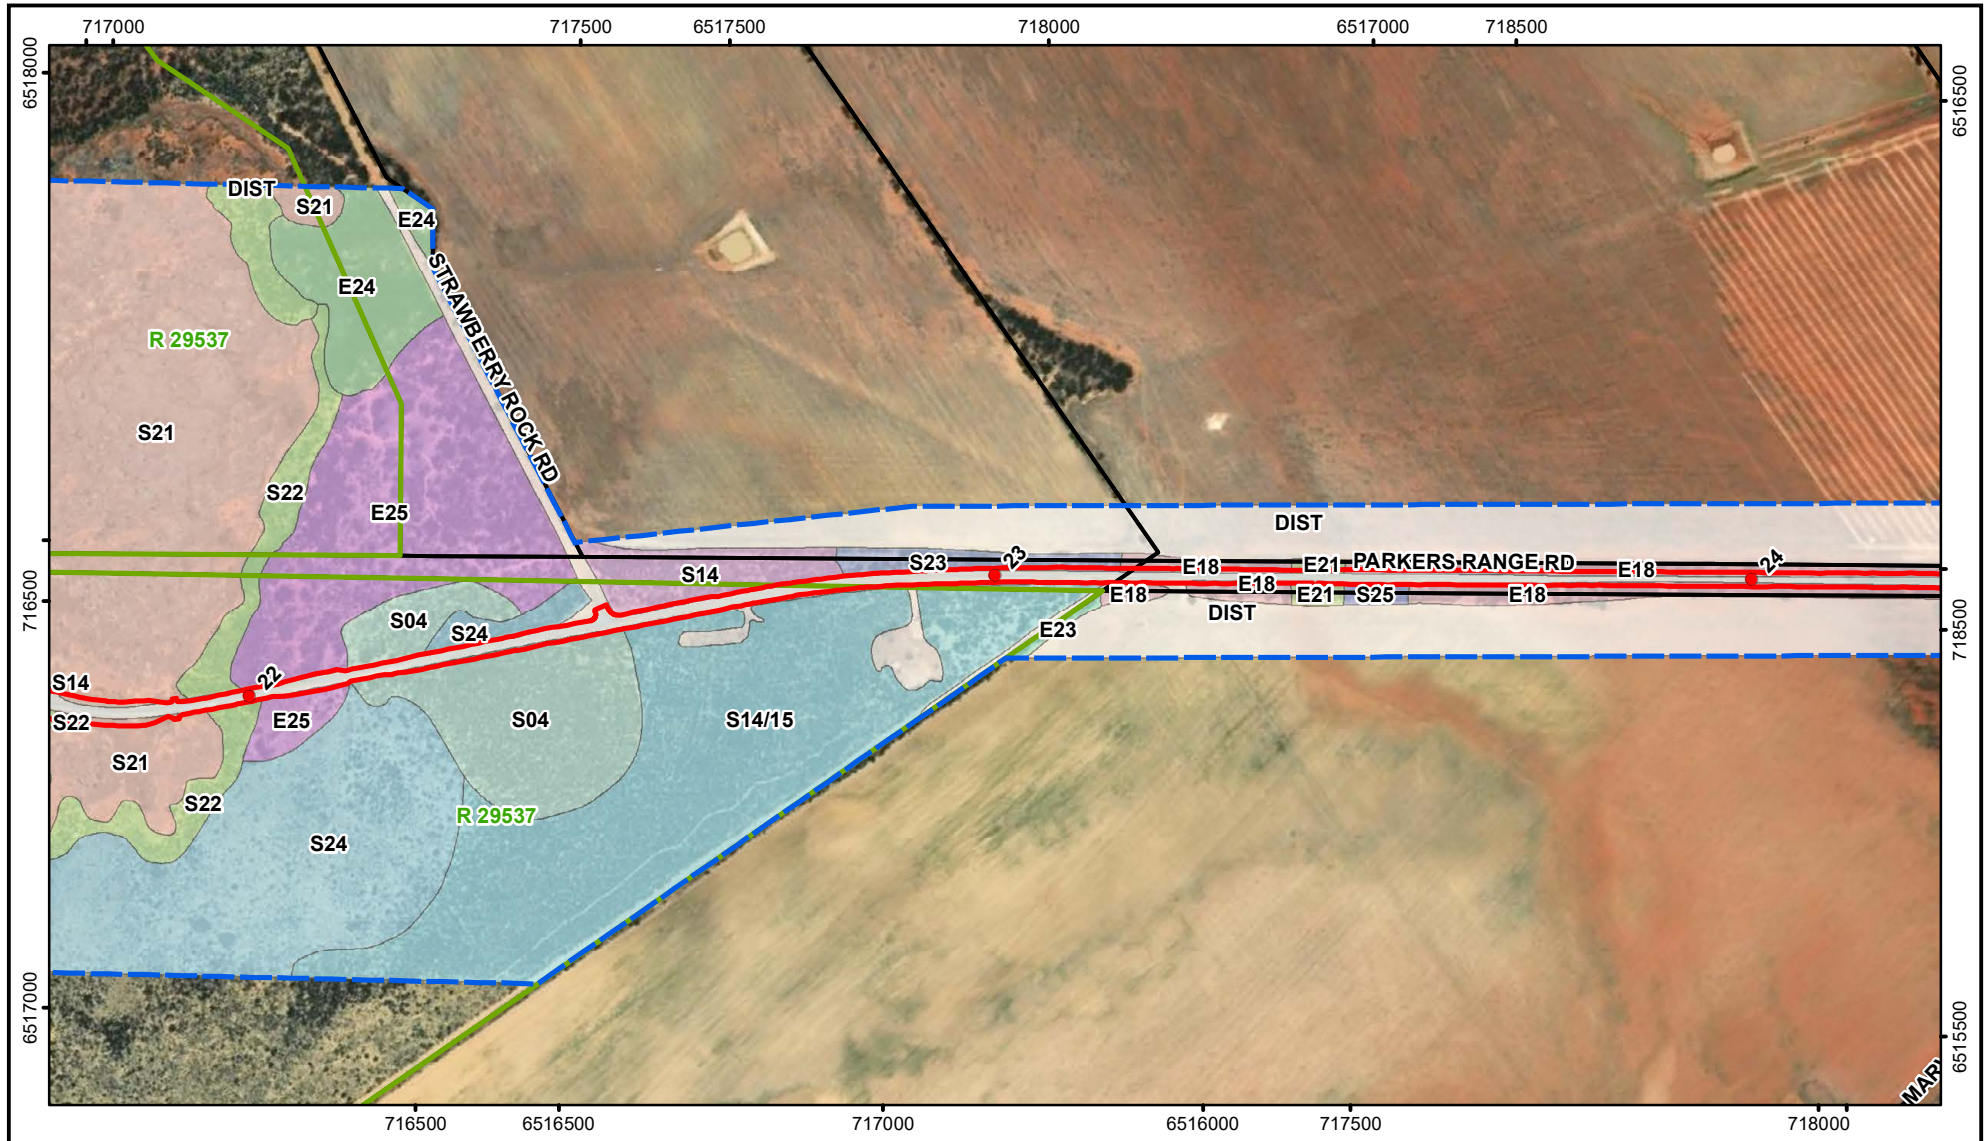 717000
717500
6517500
718000
6517000
718500
6518000
6516500
DIST
S21
E24
STRAWBERRY ROCK RD
E24
R 29537
S21
S22
E25
DIST
S23
23
E18
E21
PARKERS RANGE RD
E18
24
S14
E18
E18
E21
S25
E18
716500
718500
S04
S24
DIST
E23
22
S14
S22
E25
S04
S14/15
S21
S22
R 29537
S24
6517000
6515500
716500
6516500
717000
6516000
717500
718000